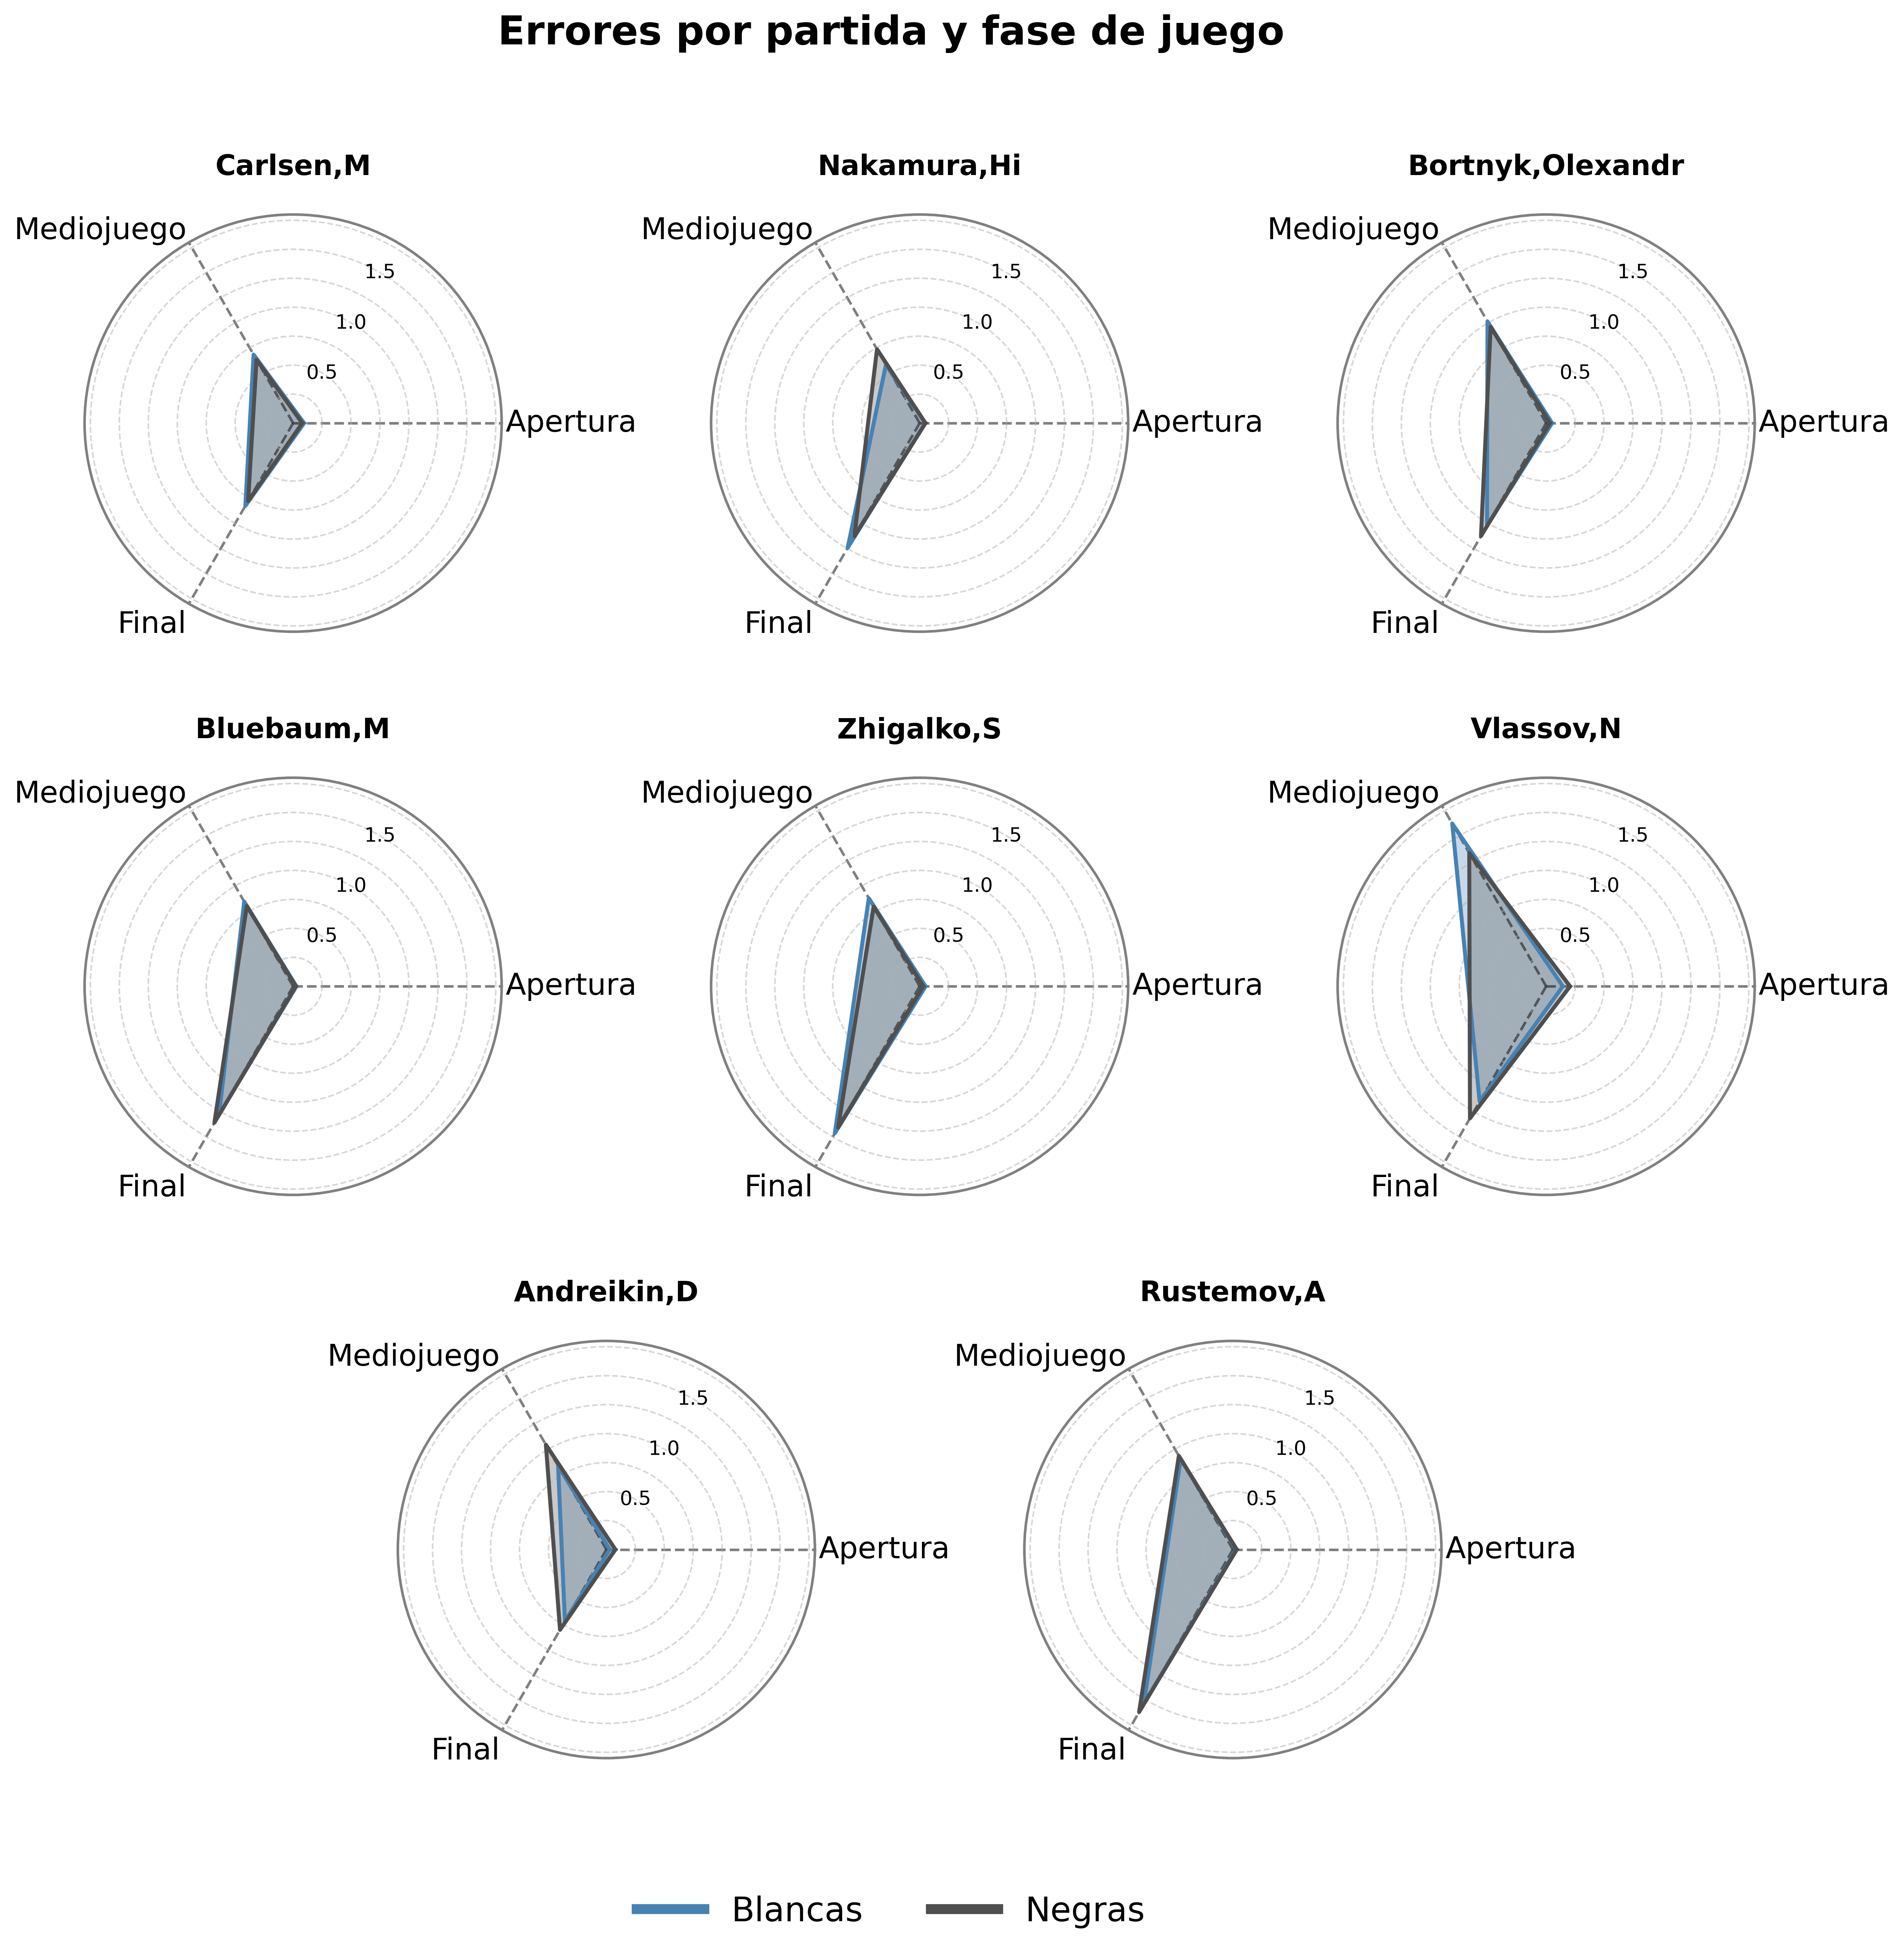 Errores por partida y fase de juego
Carlsen,M
Mediojuego
1.5
1.0
0.5
Apertura
Final
Nakamura,Hi
Mediojuego
1.5
1.0
0.5
Apertura
Final
Bortnyk,Olexandr
Mediojuego
1.5
1.0
0.5
Apertura
Final
Bluebaum,M
Mediojuego
1.5
1.0
0.5
Apertura
Final
Zhigalko,S
Mediojuego
1.5
1.0
0.5
Apertura
Final
Vlassov,N
Mediojuego
1.5
1.0
0.5
Apertura
Final
Andreikin,D
Mediojuego
1.5
1.0
0.5
Apertura
Final
Rustemov,A
Mediojuego
1.5
1.0
0.5
Apertura
Final
Blancas
Negras